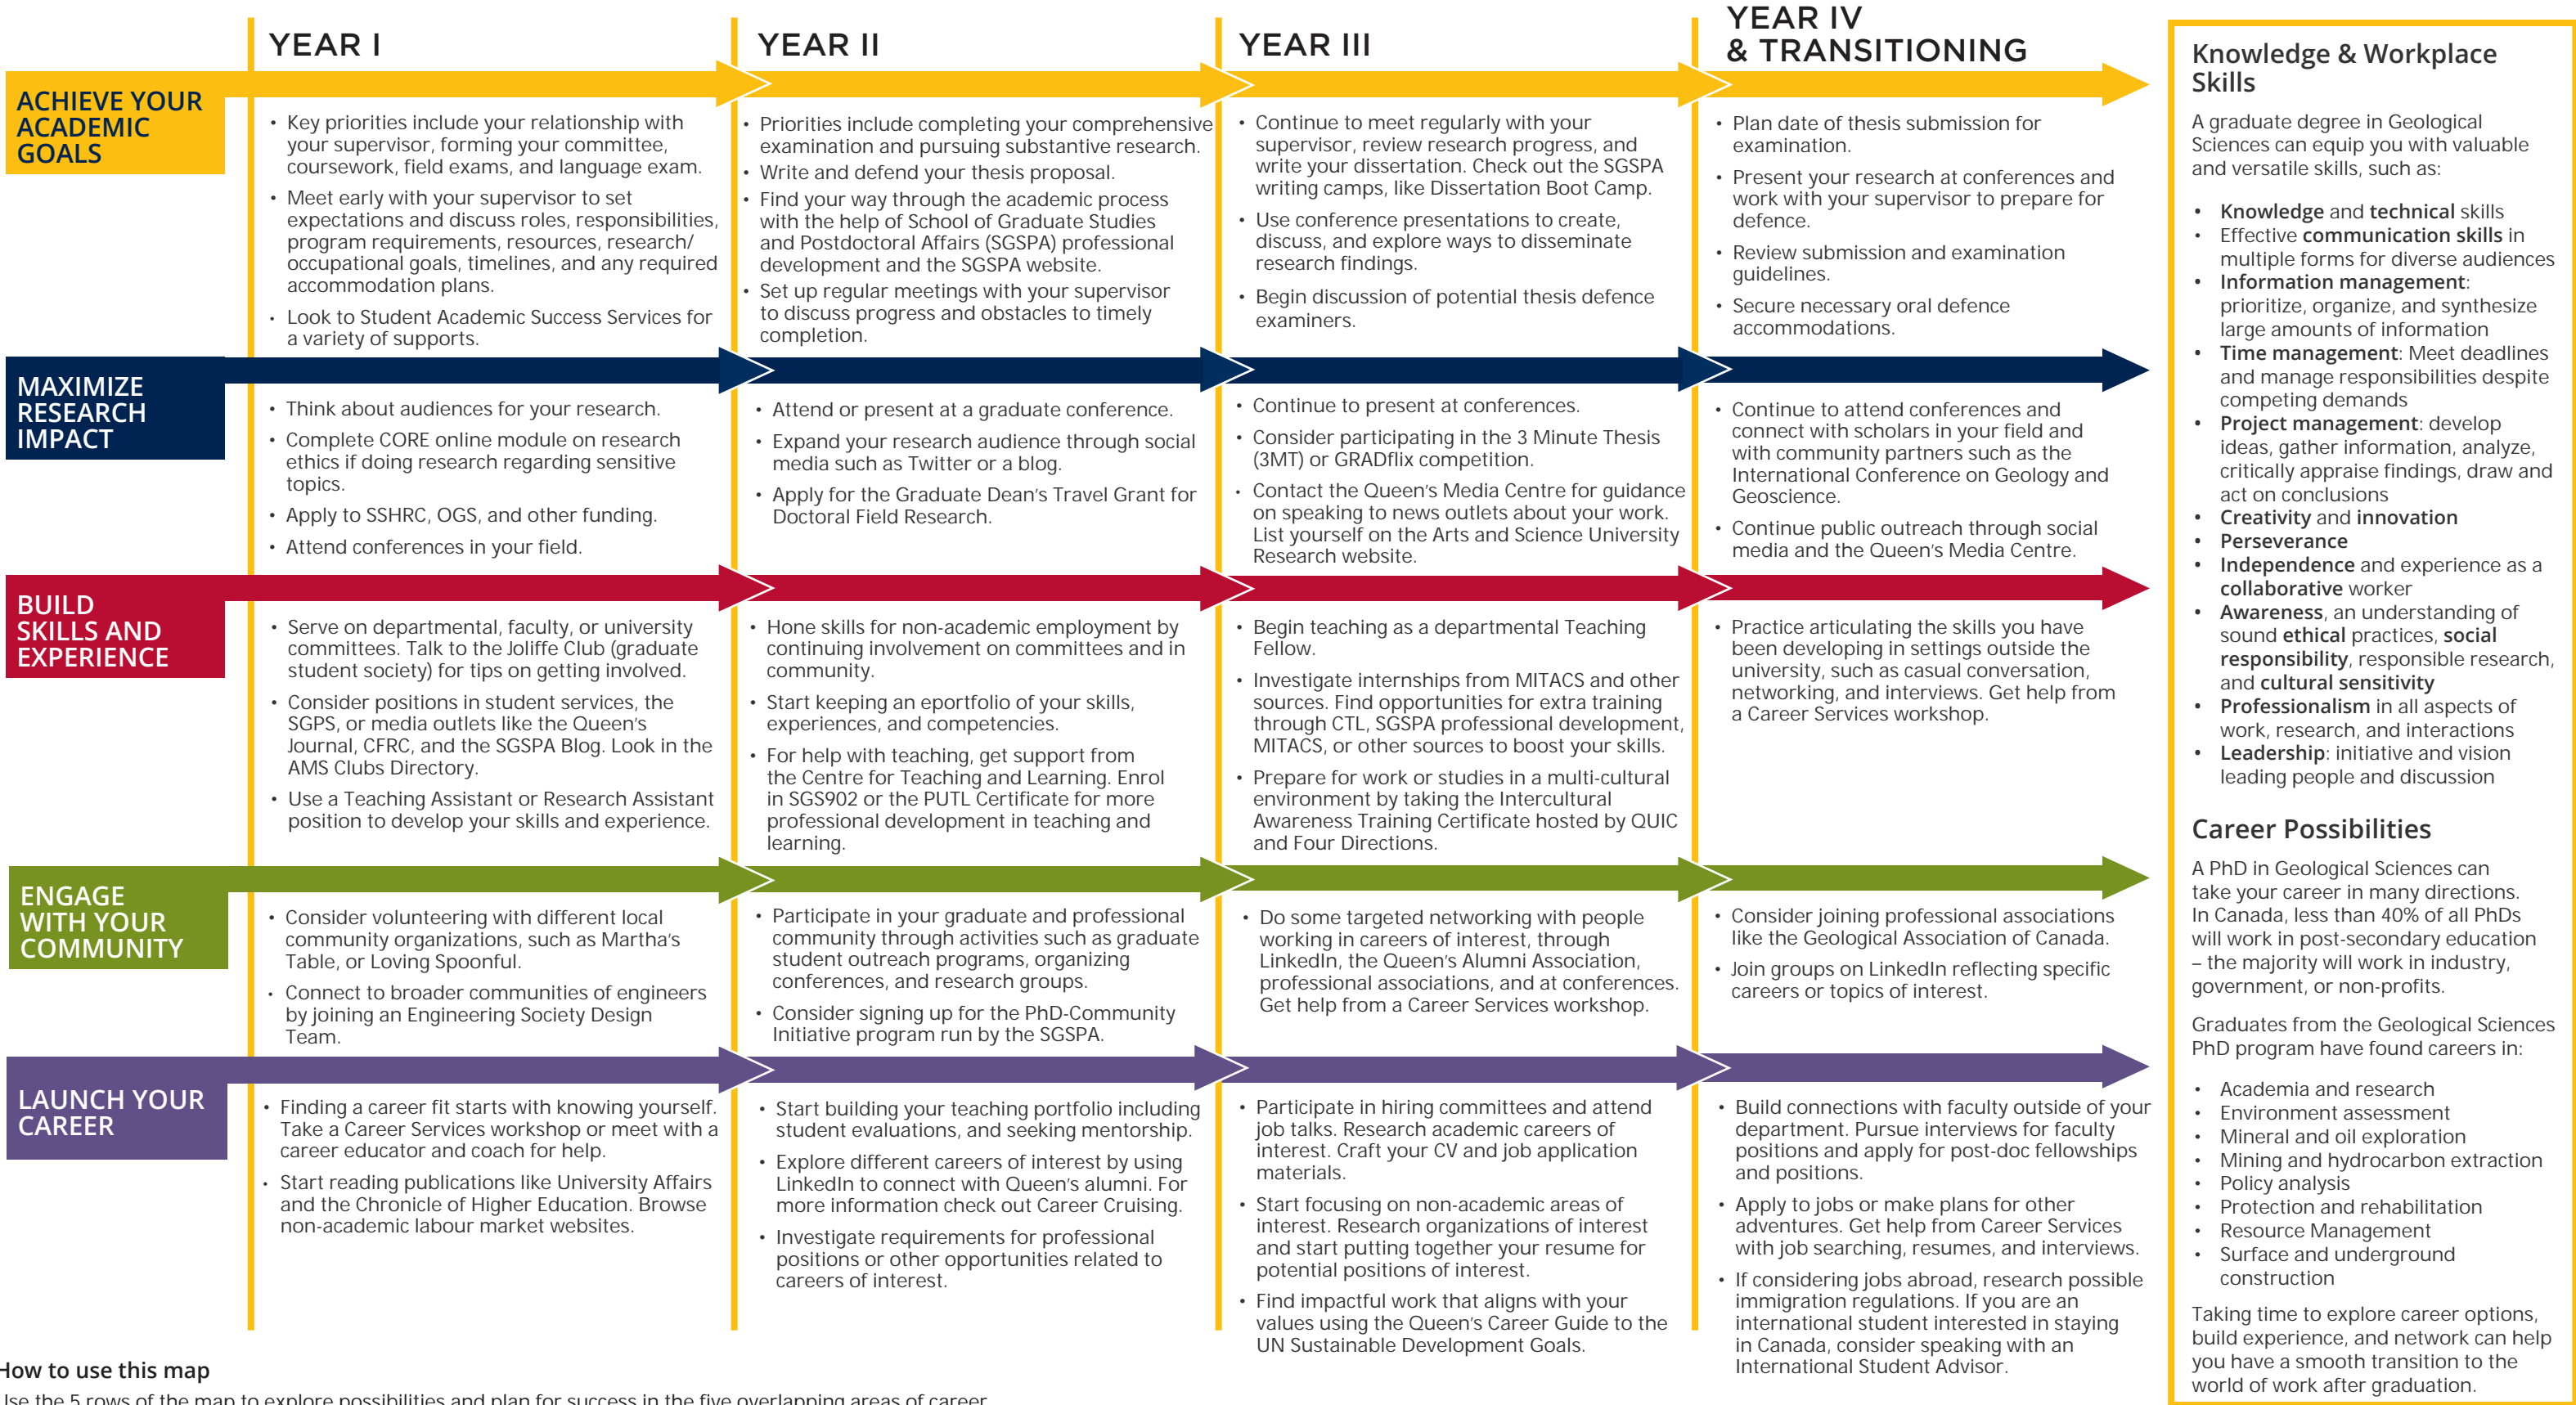 YEAR I
YEAR II
YEAR III
YEAR IV
& TRANSITIONING
ACHIEVE YOUR
ACADEMIC
GOALS
• Key priorities include your relationship with
your supervisor, forming your committee,
coursework, field exams, and language exam.
• Meet early with your supervisor to set
expectations and discuss roles, responsibilities,
program requirements, resources, research/
occupational goals, timelines, and any required
accommodation plans.
• Look to Student Academic Success Services for
a variety of supports.
• Priorities include completing your comprehensive
examination and pursuing substantive research.
• Write and defend your thesis proposal.
• Find your way through the academic process
with the help of School of Graduate Studies
and Postdoctoral Affairs (SGSPA) professional
development and the SGSPA website.
• Set up regular meetings with your supervisor
to discuss progress and obstacles to timely
completion.
• Continue to meet regularly with your
supervisor, review research progress, and
write your dissertation. Check out the SGSPA
writing camps, like Dissertation Boot Camp.
• Use conference presentations to create,
discuss, and explore ways to disseminate
research findings.
• Begin discussion of potential thesis defence
examiners.
• Plan date of thesis submission for
examination.
• Present your research at conferences and
work with your supervisor to prepare for
defence.
• Review submission and examination
guidelines.
• Secure necessary oral defence
accommodations.
MAXIMIZE
RESEARCH
IMPACT
• Think about audiences for your research.
• Complete CORE online module on research
ethics if doing research regarding sensitive
topics.
• Apply to SSHRC, OGS, and other funding.
• Attend conferences in your field.
• Attend or present at a graduate conference.
• Expand your research audience through social
media such as Twitter or a blog.
• Apply for the Graduate Dean's Travel Grant for
Doctoral Field Research.
• Continue to present at conferences.
• Consider participating in the 3 Minute Thesis
(3MT) or GRADflix competition.
• Contact the Queen's Media Centre for guidance
on speaking to news outlets about your work.
List yourself on the Arts and Science University
Research website.
• Continue to attend conferences and
connect with scholars in your field and
with community partners such as the
International Conference on Geology and
Geoscience.
• Continue public outreach through social
media and the Queen's Media Centre.
BUILD
SKILLS AND
EXPERIENCE
• Serve on departmental, faculty, or university
committees. Talk to the Joliffe Club (graduate
student society) for tips on getting involved.
• Consider positions in student services, the
SGPS, or media outlets like the Queen's
Journal, CFRC, and the SGSPA Blog. Look in the
AMS Clubs Directory.
• Use a Teaching Assistant or Research Assistant
position to develop your skills and experience.
• Hone skills for non-academic employment by
continuing involvement on committees and in
community.
• Start keeping an eportfolio of your skills,
experiences, and competencies.
• For help with teaching, get support from
the Centre for Teaching and Learning. Enrol
in SGS902 or the PUTL Certificate for more
professional development in teaching and
learning.
• Begin teaching as a departmental Teaching
Fellow.
• Investigate internships from MITACS and other
sources. Find opportunities for extra training
through CTL, SGSPA professional development,
MITACS, or other sources to boost your skills.
• Prepare for work or studies in a multi-cultural
environment by taking the Intercultural
Awareness Training Certificate hosted by QUIC
and Four Directions.
• Practice articulating the skills you have
been developing in settings outside the
university, such as casual conversation,
networking, and interviews. Get help from
a Career Services workshop.
ENGAGE
WITH YOUR
COMMUNITY
• Consider volunteering with different local
community organizations, such as Martha's
Table, or Loving Spoonful.
• Connect to broader communities of engineers
by joining an Engineering Society Design
Team.
• Participate in your graduate and professional
community through activities such as graduate
student outreach programs, organizing
conferences, and research groups.
• Consider signing up for the PhD-Community
Initiative program run by the SGSPA.
• Do some targeted networking with people
working in careers of interest, through
LinkedIn, the Queen's Alumni Association,
professional associations, and at conferences.
Get help from a Career Services workshop.
• Consider joining professional associations
like the Geological Association of Canada.
• Join groups on LinkedIn reflecting specific
careers or topics of interest.
LAUNCH YOUR
CAREER
• Finding a career fit starts with knowing yourself.
Take a Career Services workshop or meet with a
career educator and coach for help.
• Start reading publications like University Affairs
and the Chronicle of Higher Education. Browse
non-academic labour market websites.
• Start building your teaching portfolio including
student evaluations, and seeking mentorship.
• Explore different careers of interest by using
LinkedIn to connect with Queen's alumni. For
more information check out Career Cruising.
• Investigate requirements for professional
positions or other opportunities related to
careers of interest.
• Participate in hiring committees and attend
job talks. Research academic careers of
interest. Craft your CV and job application
materials.
• Start focusing on non-academic areas of
interest. Research organizations of interest
and start putting together your resume for
potential positions of interest.
• Find impactful work that aligns with your
values using the Queen's Career Guide to the
UN Sustainable Development Goals.
• Build connections with faculty outside of your
department. Pursue interviews for faculty
positions and apply for post-doc fellowships
and positions.
• Apply to jobs or make plans for other
adventures. Get help from Career Services
with job searching, resumes, and interviews.
• If considering jobs abroad, research possible
immigration regulations. If you are an
international student interested in staying
in Canada, consider speaking with an
International Student Advisor.
How to use this map
Use the 5 rows of the map to explore possibilities and plan for success in the five overlapping areas of career
Knowledge & Workplace
Skills
A graduate degree in Geological
Sciences can equip you with valuable
and versatile skills, such as:
• Knowledge and technical skills
• Effective communication skills in
multiple forms for diverse audiences
• Information management:
prioritize, organize, and synthesize
large amounts of information
• Time management: Meet deadlines
and manage responsibilities despite
competing demands
• Project management: develop
ideas, gather information, analyze,
critically appraise findings, draw and
act on conclusions
• Creativity and innovation
• Perseverance
• Independence and experience as a
collaborative worker
• Awareness, an understanding of
sound ethical practices, social
responsibility, responsible research,
and cultural sensitivity
• Professionalism in all aspects of
work, research, and interactions
• Leadership: initiative and vision
leading people and discussion
Career Possibilities
A PhD in Geological Sciences can
take your career in many directions.
In Canada, less than 40% of all PhDs
will work in post-secondary education
– the majority will work in industry,
government, or non-profits.
Graduates from the Geological Sciences
PhD program have found careers in:
• Academia and research
• Environment assessment
• Mineral and oil exploration
• Mining and hydrocarbon extraction
• Policy analysis
• Protection and rehabilitation
• Resource Management
• Surface and underground
construction
Taking time to explore career options,
build experience, and network can help
you have a smooth transition to the
world of work after graduation.